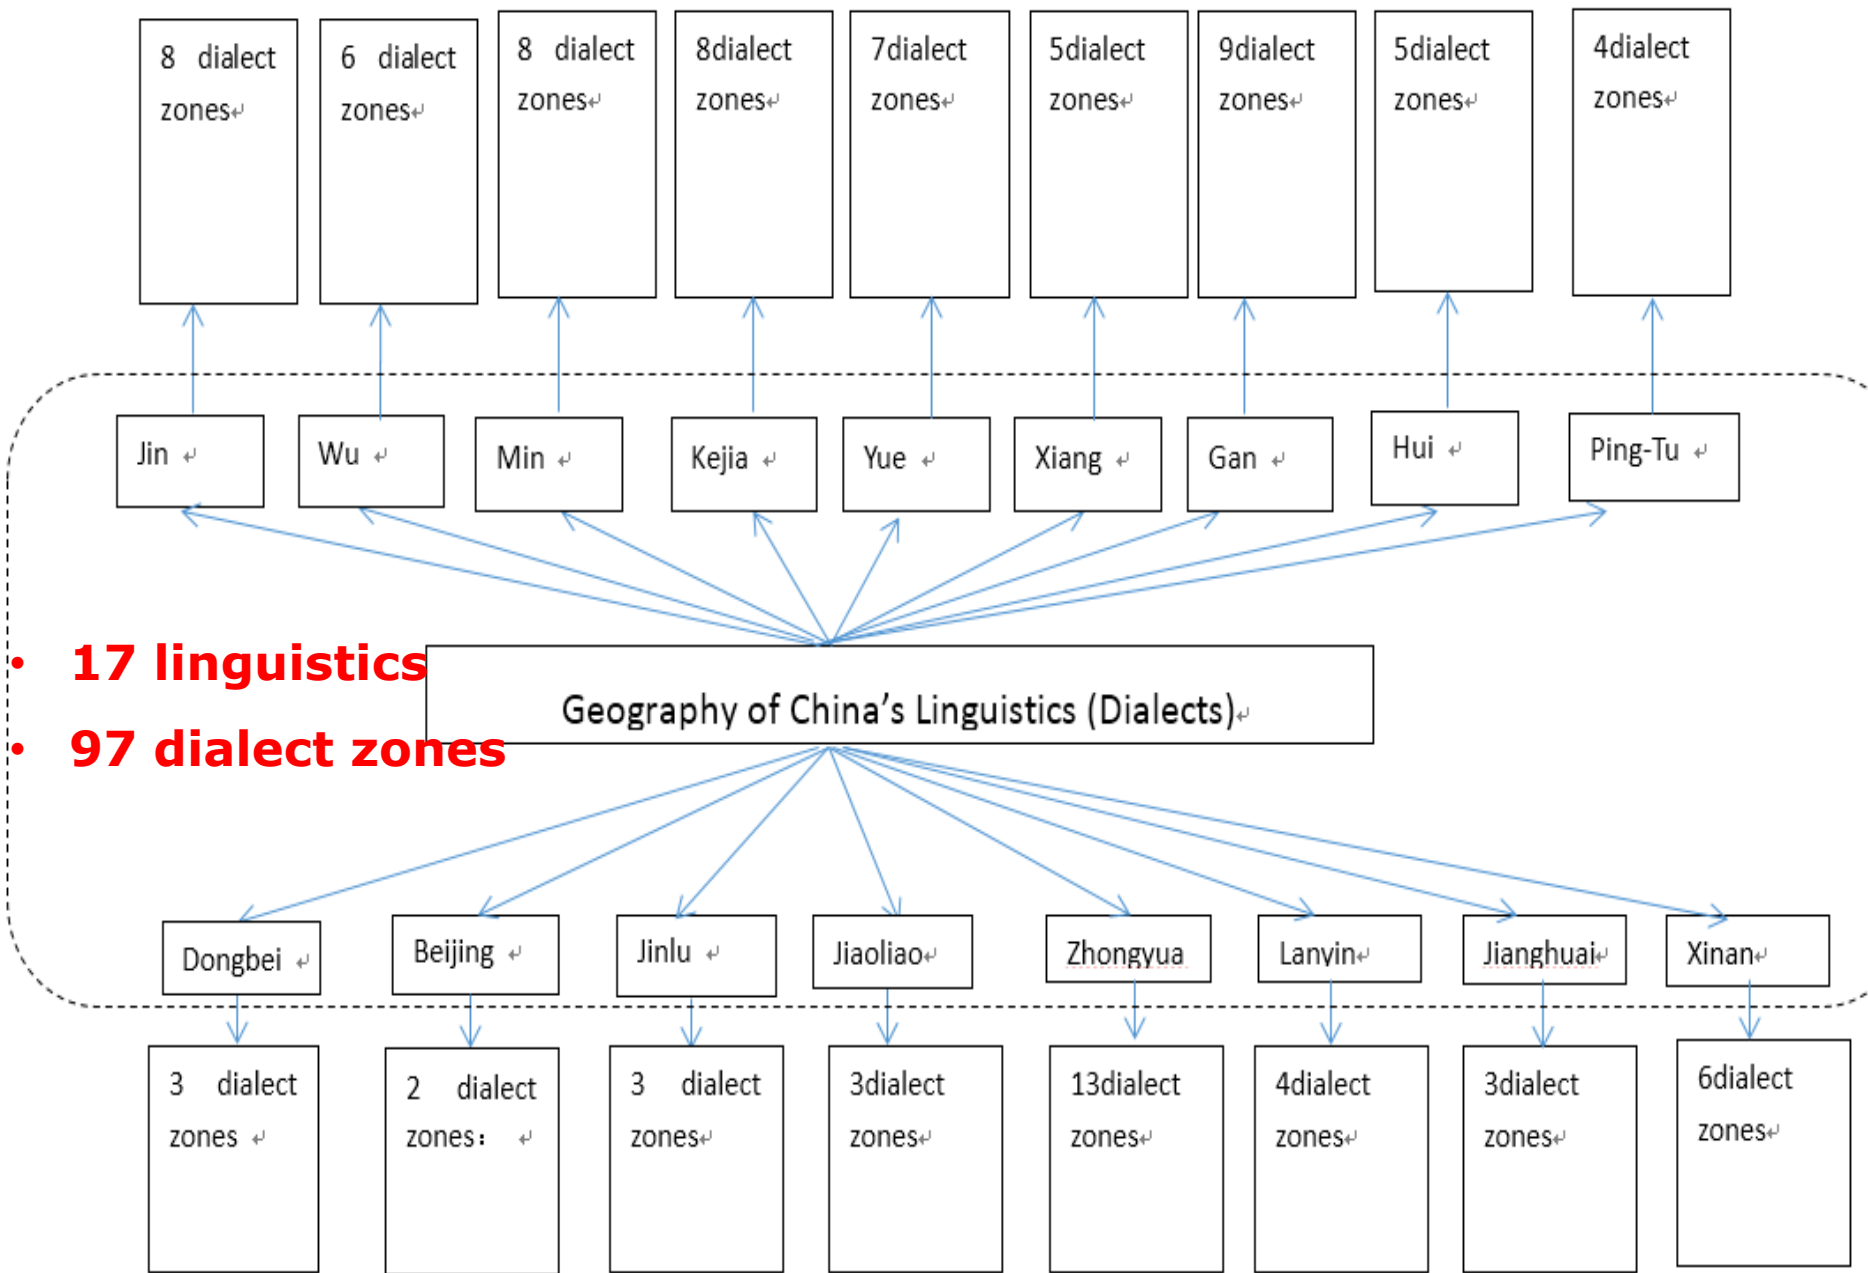 8 dialect
zones↵
6 dialect
zones↵
8 dialect
zones↵
8dialect
zones↵
7dialect
zones↵
5dialect
zones↵
9dialect
zones↵
5dialect
zones↵
4dialect
zones↵
Jin ↵
Wu ↵
Min ↵
Kejia ↵
Yue ↵
Xiang ↵
Gan ↵
Hui ↵
Ping-Tu ↵
• 17 linguistics
• 97 dialect zones
Geography of China’s Linguistics (Dialects)↵
Dongbei ↵
Beijing ↵
Jinlu ↵
Jiaoliao↵
Zhongyua
Lanyin↵
Jianghuai↵
Xinan↵
3 dialect
zones ↵
2 dialect
zones： ↵
3 dialect
zones↵
3dialect
zones↵
13dialect
zones↵
4dialect
zones↵
3dialect
zones↵
6dialect
zones↵